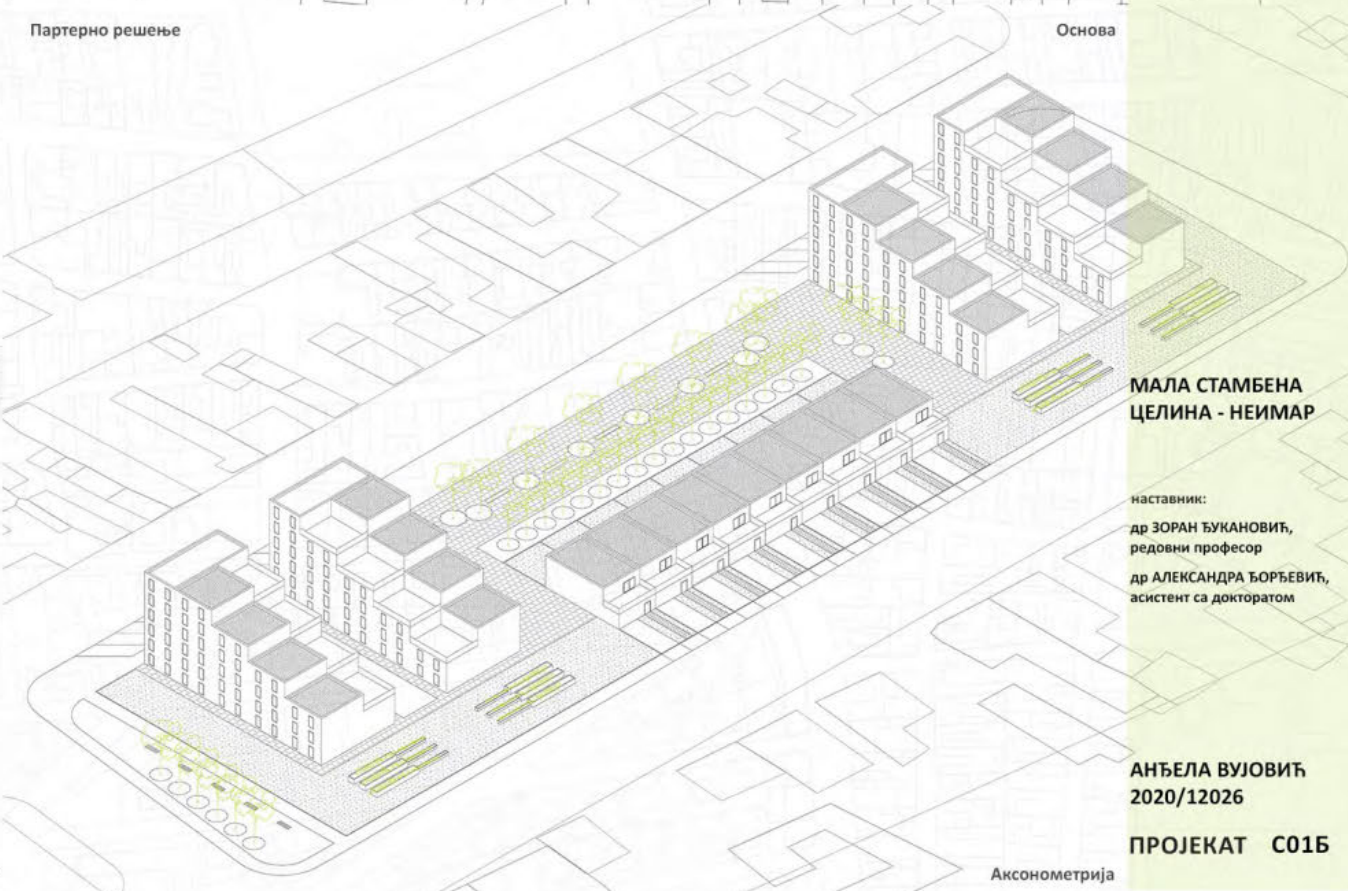 Партерно решење
Основа
МАЛА СТАМБЕНА
ЦЕЛИНА - НЕИМАР
наставник:
др ЗОРАН ЂУКАНОВИЋ,
редовни професор
др АЛЕКСАНДРА ЂОРЂЕВИЋ,
асистент са докторатом
АНЂЕЛА ВУЈОВИЋ
2020/12026
ПРОЈЕКАТ С01Б
Аксонометрија